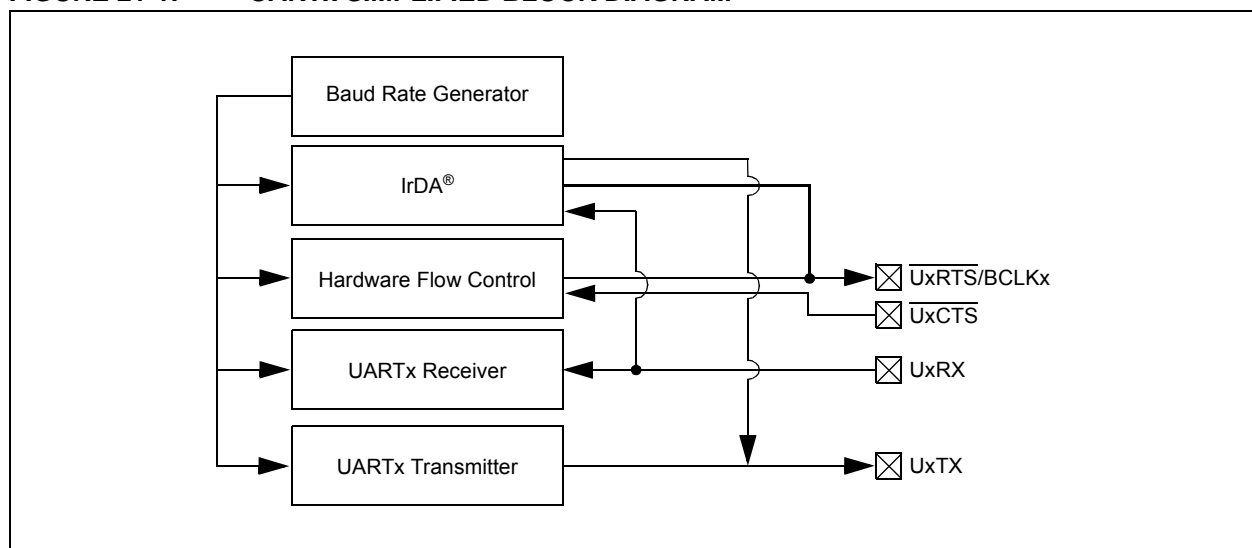 Baud Rate Generator
IrDA®
Hardware Flow Control
UxRTS/BCLKx
UxCTS
UARTx Receiver
UxRX
UARTx Transmitter
UxTX